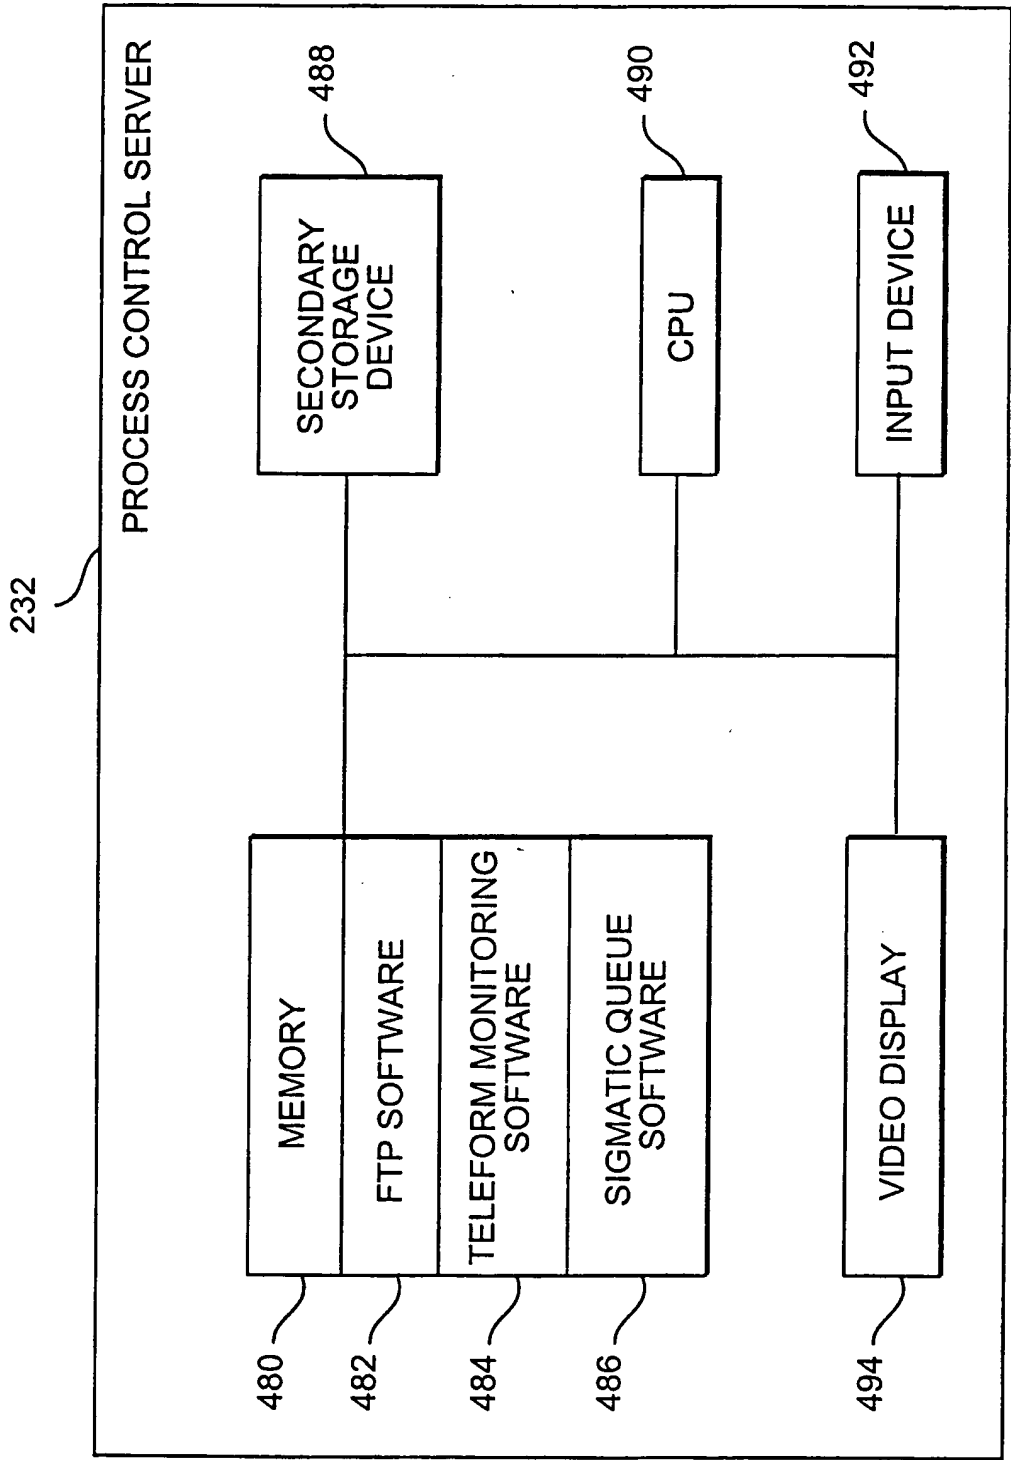 232
PROCESS CONTROL SERVER
480
MEMORY
482
FTP SOFTWARE
484
TELEFORM MONITORING
SOFTWARE
486
SIGMATIC QUEUE
SOFTWARE
494
VIDEO DISPLAY
SECONDARY
STORAGE
DEVICE
488
CPU
490
INPUT DEVICE
492